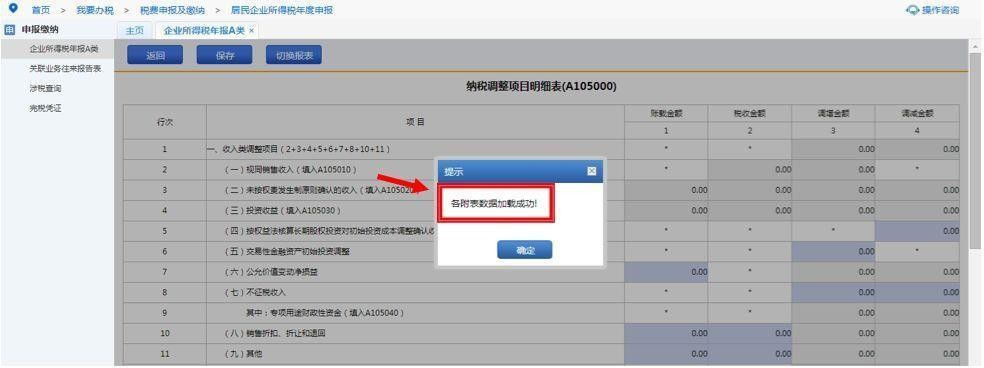 首页 > 我要办税 > 税费申报及缴纳 > 居民企业所得税年度申报 操作咨询
申报缴纳 主页 企业所得税年报A类 ×
企业所得税年报A类
关联业务往来报告表
涉税查询
完税凭证
返回 保存 切换报表
纳税调整项目明细表(A105000)
行次 项 目 账载金额 税收金额 调增金额 调减金额
1 2 3 4
1 一、收入类调整项目（2+3+4+5+6+7+8+10+11） * * 0.00 0.00
2 （一）视同销售收入（填入A105010） * 0.00 0.00 *
3 （二）未按权责发生制原则确认的收入（填入A105020） 0.00 0.00 0.00 0.00
4 （三）投资收益（填入A105030） 0.00 0.00 0.00 0.00
5 （四）按权益法核算长期股权投资对初始投资成本调整确认收 * * * 0.00
6 （五）交易性金融资产初始投资调整 * * 0.00 *
7 （六）公允价值变动净损益 0.00 * 0.00 0.00
8 （七）不征税收入 * * 0.00 0.00
9 其中：专项用途财政性资金（填入A105040） * * 0.00 0.00
10 （八）销售折扣、折让和退回 0.00 0.00 0.00 0.00
11 （九）其他 0.00 0.00 0.00 0.00
提示
各附表数据加载成功!
确定